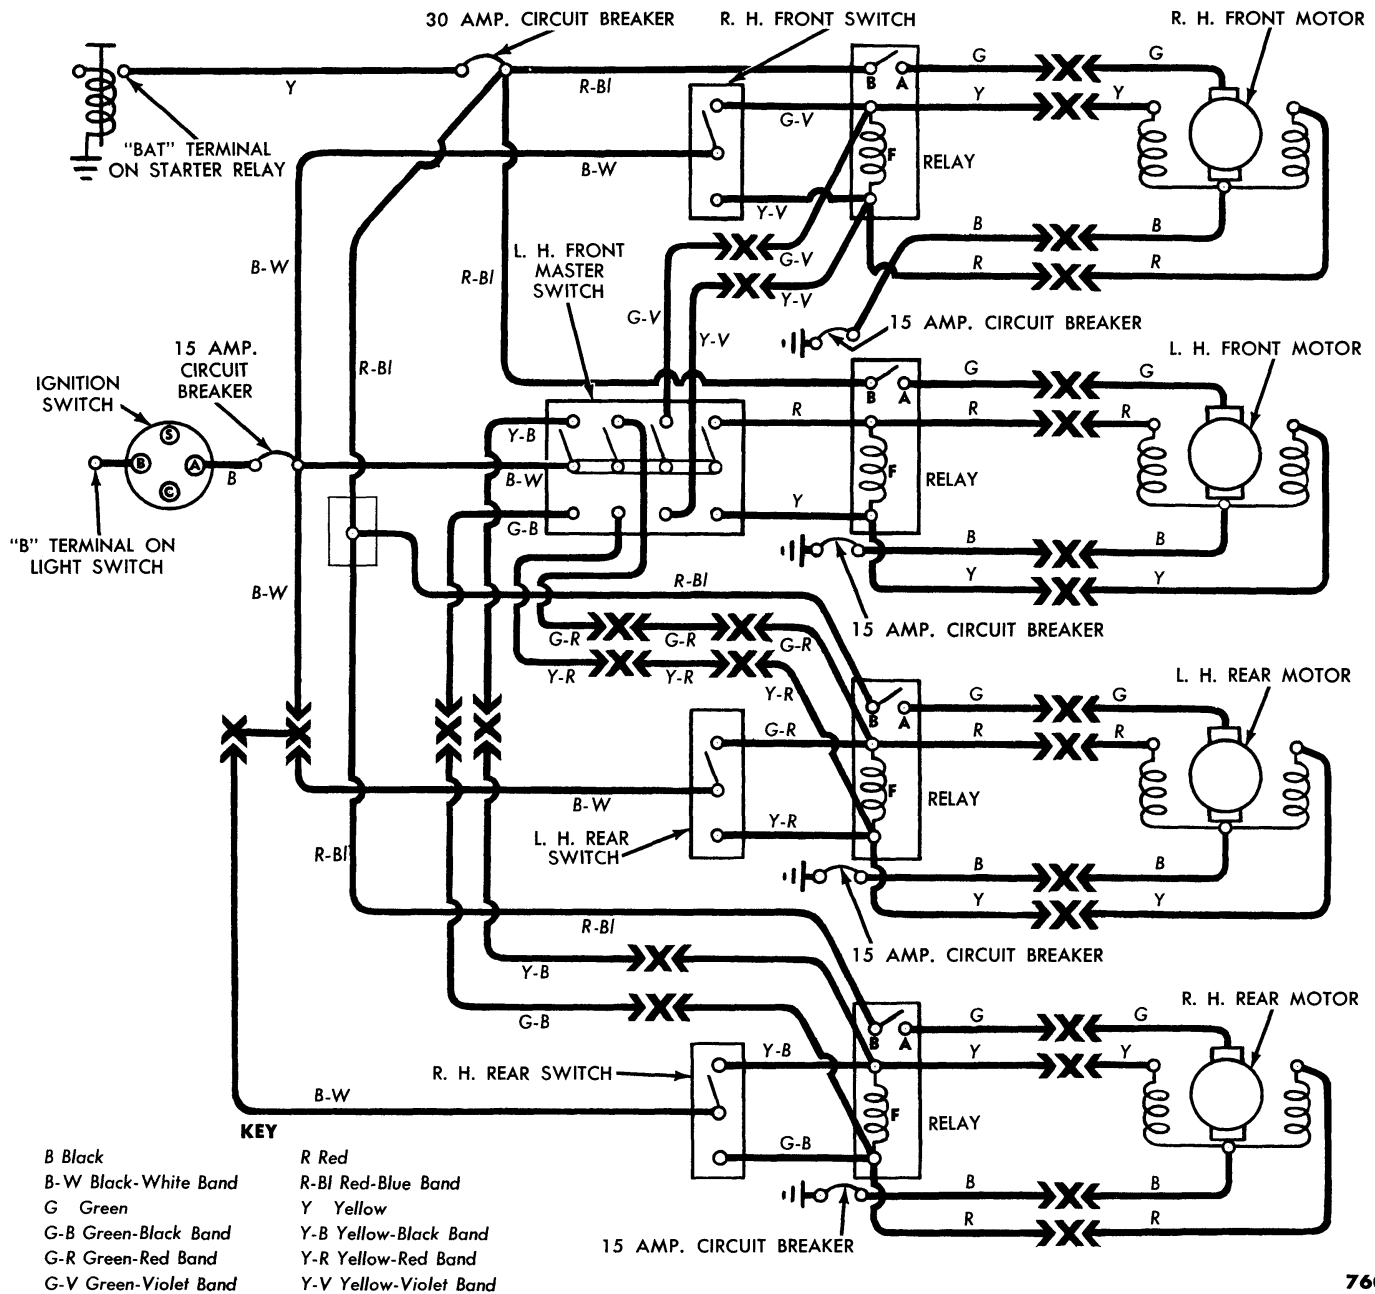 30 AMP. CIRCUIT BREAKER
R. H. FRONT SWITCH
R. H. FRONT MOTOR
Y
R-Bl
B
A
G
G
Y
Y
G-V
"BAT" TERMINAL
ON STARTER RELAY
B-W
F
RELAY
Y-V
B
B
R
R
B-W
R-Bl
L. H. FRONT
MASTER
SWITCH
G-V
Y-V
G-V
Y-V
15 AMP. CIRCUIT BREAKER
L. H. FRONT MOTOR
15 AMP.
CIRCUIT
BREAKER
IGNITION
SWITCH
R-Bl
B
A
G
G
S
B
A
C
B
Y-B
B-W
G-B
R
R
R
F
RELAY
Y
B
B
Y
Y
"B" TERMINAL ON
LIGHT SWITCH
B-W
R-Bl
15 AMP. CIRCUIT BREAKER
G-R
G-R
G-R
Y-R
Y-R
Y-R
L. H. REAR MOTOR
B
A
G
G
G-R
R
R
F
RELAY
B-W
Y-R
L. H. REAR
SWITCH
R-Bl
B
B
Y
Y
R-Bl
15 AMP. CIRCUIT BREAKER
Y-B
G-B
R. H. REAR MOTOR
B
A
G
G
Y-B
Y
Y
R. H. REAR SWITCH
B-W
F
RELAY
G-B
B
B
R
R
15 AMP. CIRCUIT BREAKER
KEY
B Black
R Red
B-W Black-White Band
R-Bl Red-Blue Band
G Green
Y Yellow
G-B Green-Black Band
Y-B Yellow-Black Band
G-R Green-Red Band
Y-R Yellow-Red Band
G-V Green-Violet Band
Y-V Yellow-Violet Band